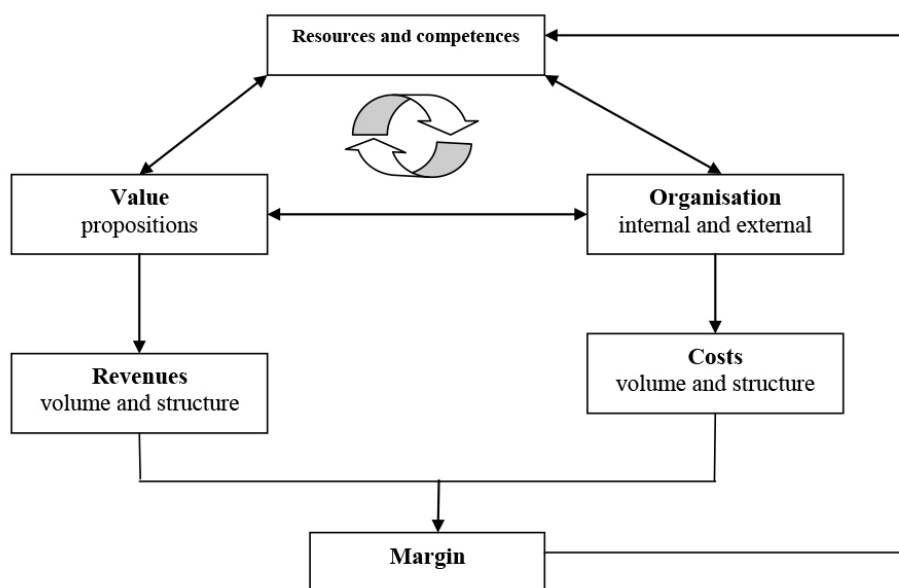 Resources and competences
Value
propositions
Organisation
internal and external
Revenues
volume and structure
Costs
volume and structure
Margin